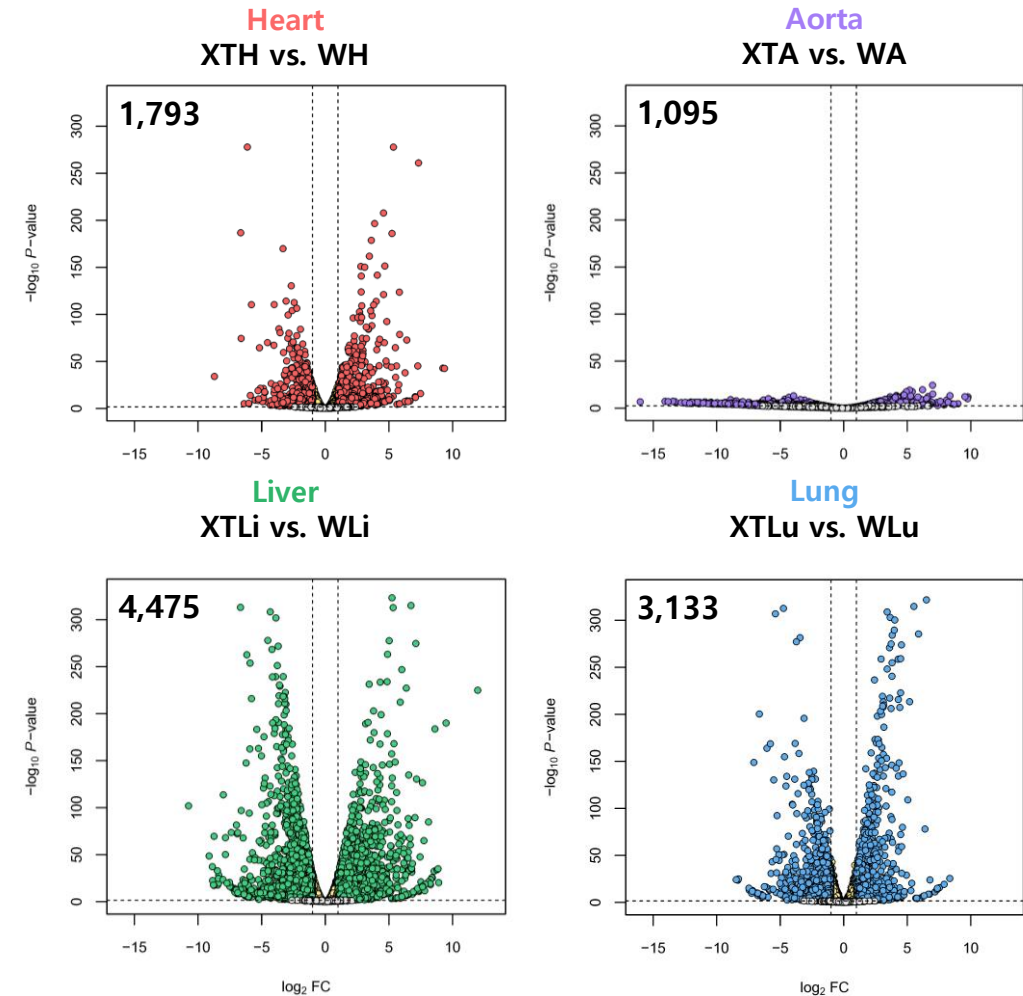 Heart
XTH vs. WH
1,793
300
250
200
150
100
50
0
−log10 P−value
−15 −10 −5 0 5 10
Aorta
XTA vs. WA
1,095
300
250
200
150
100
50
0
−log10 P−value
−15 −10 −5 0 5 10
Liver
XTLi vs. WLi
4,475
300
250
200
150
100
50
0
−log10 P−value
−15 −10 −5 0 5 10
log2 FC
Lung
XTLu vs. WLu
3,133
300
250
200
150
100
50
0
−log10 P−value
−15 −10 −5 0 5 10
log2 FC